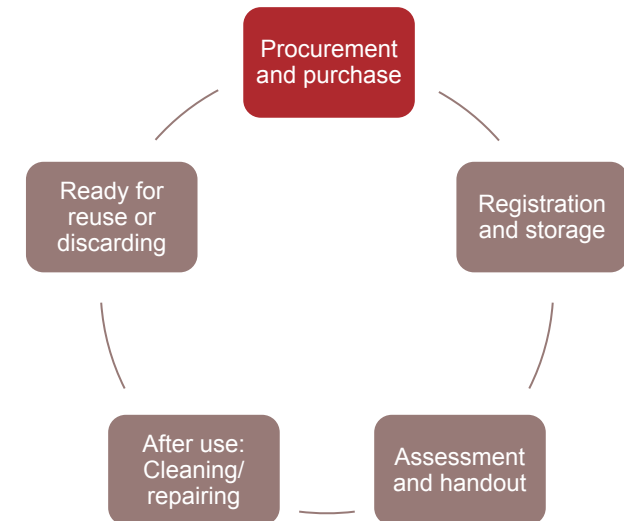 Procurement
and purchase
Registration
and storage
Assessment
and handout
After use:
Cleaning/
repairing
Ready for
reuse or
discarding